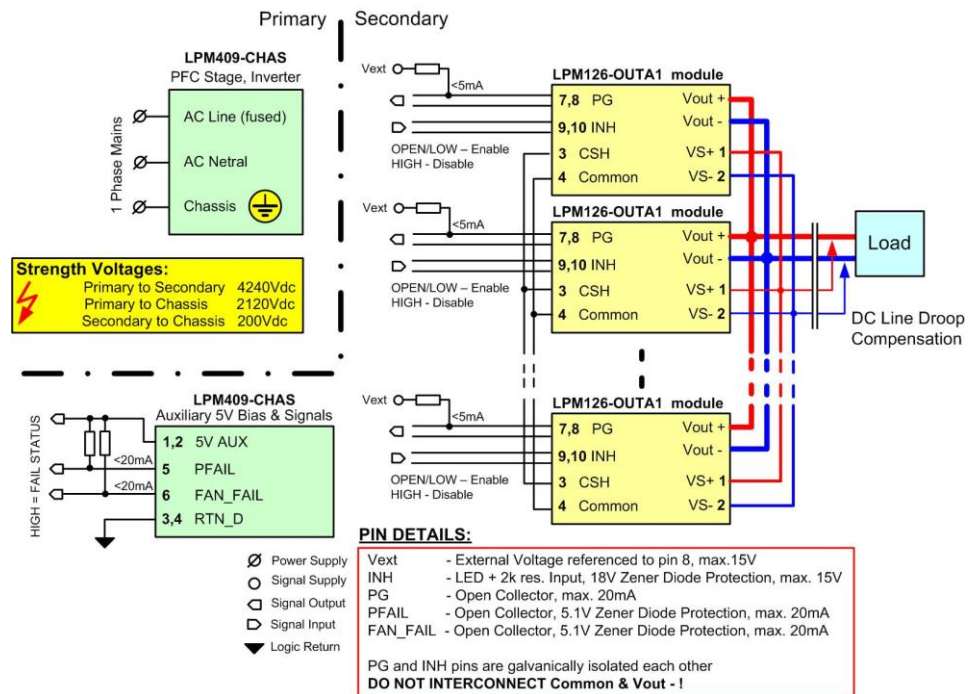 Primary
Secondary
LPM409-CHAS
PFC Stage, Inverter
1 Phase Mains
AC Line (fused)
AC Netral
Chassis
Strength Voltages:
Primary to Secondary 4240Vdc
Primary to Chassis 2120Vdc
Secondary to Chassis 200Vdc
LPM409-CHAS
Auxiliary 5V Bias & Signals
HIGH = FAIL STATUS
1,2 5V AUX
<20mA
5 PFAIL
<20mA
6 FAN_FAIL
3,4 RTN_D
Power Supply
Signal Supply
Signal Output
Signal Input
Logic Return
Vext
<5mA
LPM126-OUTA1 module
7,8 PG
Vout +
9,10 INH
Vout -
OPEN/LOW – Enable
HIGH - Disable
3 CSH
VS+ 1
4 Common
VS- 2
Vext
<5mA
LPM126-OUTA1 module
7,8 PG
Vout +
9,10 INH
Vout -
OPEN/LOW – Enable
HIGH - Disable
3 CSH
VS+ 1
4 Common
VS- 2
Load
DC Line Droop
Compensation
Vext
<5mA
LPM126-OUTA1 module
7,8 PG
Vout +
9,10 INH
Vout -
OPEN/LOW – Enable
HIGH - Disable
3 CSH
VS+ 1
4 Common
VS- 2
PIN DETAILS:
Vext - External Voltage referenced to pin 8, max.15V
INH - LED + 2k res. Input, 18V Zener Diode Protection, max. 15V
PG - Open Collector, max. 20mA
PFAIL - Open Collector, 5.1V Zener Diode Protection, max. 20mA
FAN_FAIL - Open Collector, 5.1V Zener Diode Protection, max. 20mA
PG and INH pins are galvanically isolated each other
DO NOT INTERCONNECT Common & Vout - !